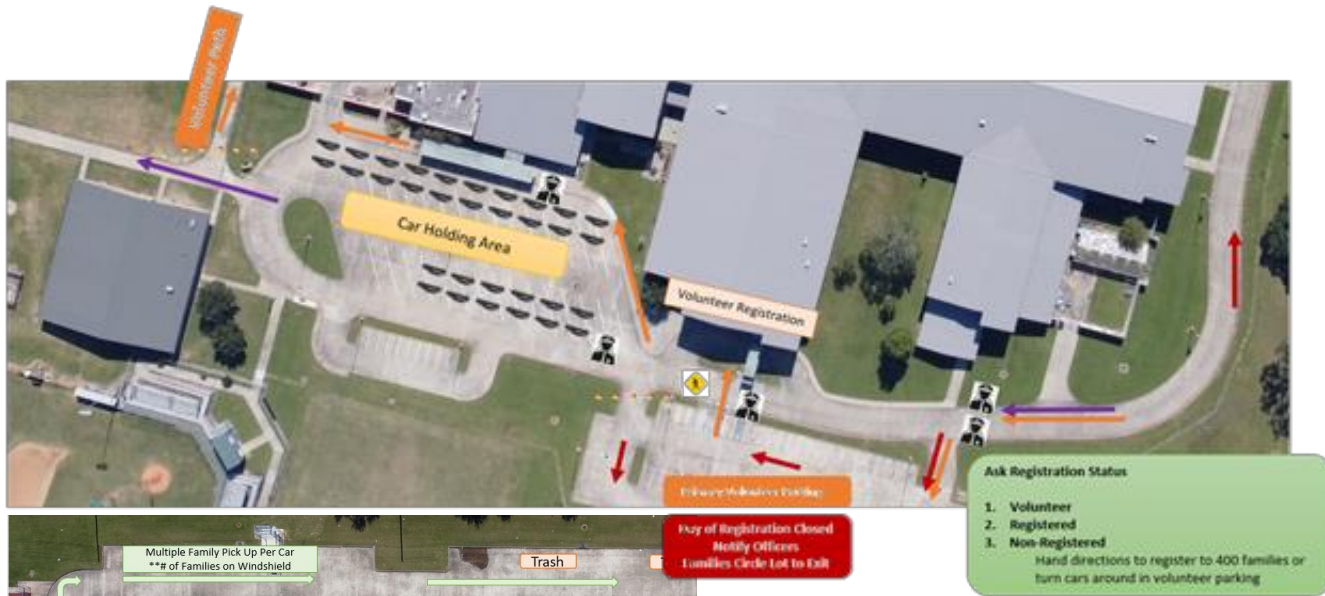 Volunteer Path
Car Holding Area
Volunteer Registration
Primary Volunteer Parking
Day of Registration Closed
Notify Officers
Families Circle Lot to Exit
Ask Registration Status
1. Volunteer
2. Registered
3. Non-Registered
Hand directions to register to 400 families or
turn cars around in volunteer parking
Multiple Family Pick Up Per Car
**# of Families on Windshield
Trash